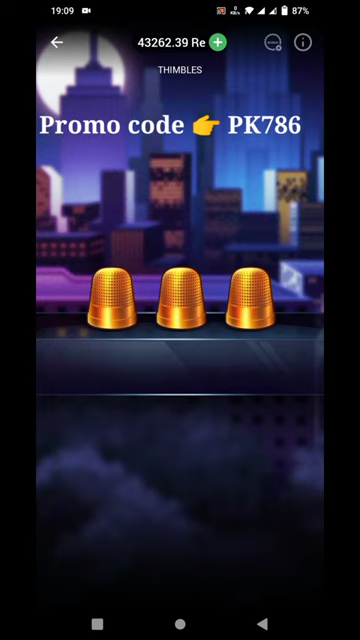 19:09 87%
43262.39 Re
THIMBLES
Promo code 👉 PK786